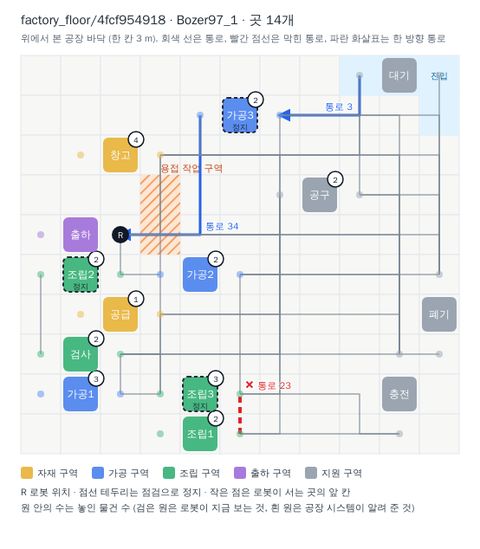 factory_floor/4fcf954918 · Bozer97_1 · 곳 14개
위에서 본 공장 바닥 (한 칸 3 m). 회색 선은 통로, 빨간 점선은 막힌 통로, 파란 화살표는 한 방향 통로
대기
진입
통로 3
2
가공3
정지
4
창고
용접 작업 구역
2
공구
출하
R
통로 34
2
조립2
정지
2
가공2
1
공급
폐기
2
검사
3
가공1
3
조립3
정지
✕ 통로 23
충전
2
조립1
자재 구역 가공 구역 조립 구역 출하 구역 지원 구역
R 로봇 위치 · 점선 테두리는 점검으로 정지 · 작은 점은 로봇이 서는 곳의 앞 칸
원 안의 수는 놓인 물건 수 (검은 원은 로봇이 지금 보는 것, 흰 원은 공장 시스템이 알려 준 것)